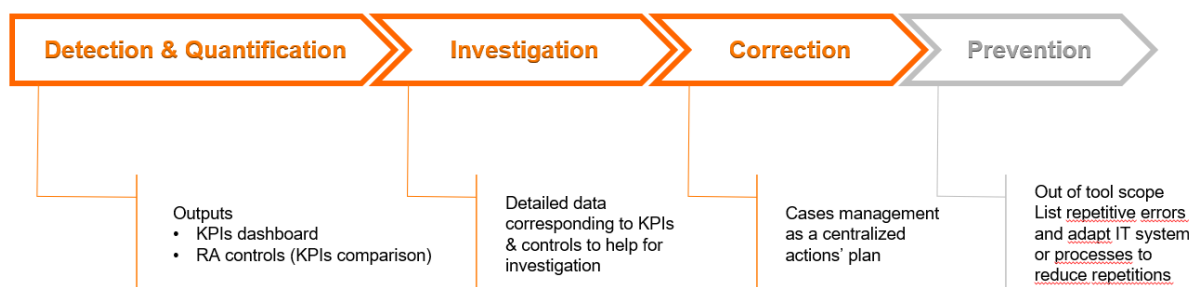 Detection & Quantification
Investigation
Correction
Prevention
Outputs
• KPIs dashboard
• RA controls (KPIs comparison)
Detailed data
corresponding to KPIs
& controls to help for
investigation
Cases management
as a centralized
actions’ plan
Out of tool scope
List repetitive errors
and adapt IT system
or processes to
reduce repetitions